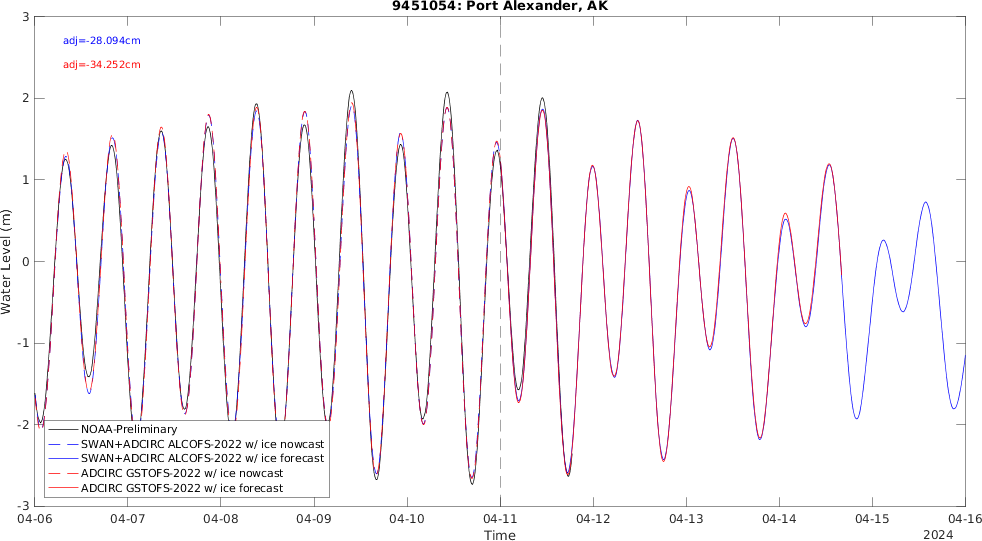 9451054: Port Alexander, AK
adj=-28.094cm
adj=-34.252cm
Water Level (m)
3
2
1
0
-1
-2
-3
NOAA-Preliminary
SWAN+ADCIRC ALCOFS-2022 w/ ice nowcast
SWAN+ADCIRC ALCOFS-2022 w/ ice forecast
ADCIRC GSTOFS-2022 w/ ice nowcast
ADCIRC GSTOFS-2022 w/ ice forecast
04-06 04-07 04-08 04-09 04-10 04-11 04-12 04-13 04-14 04-15 04-16
Time
2024